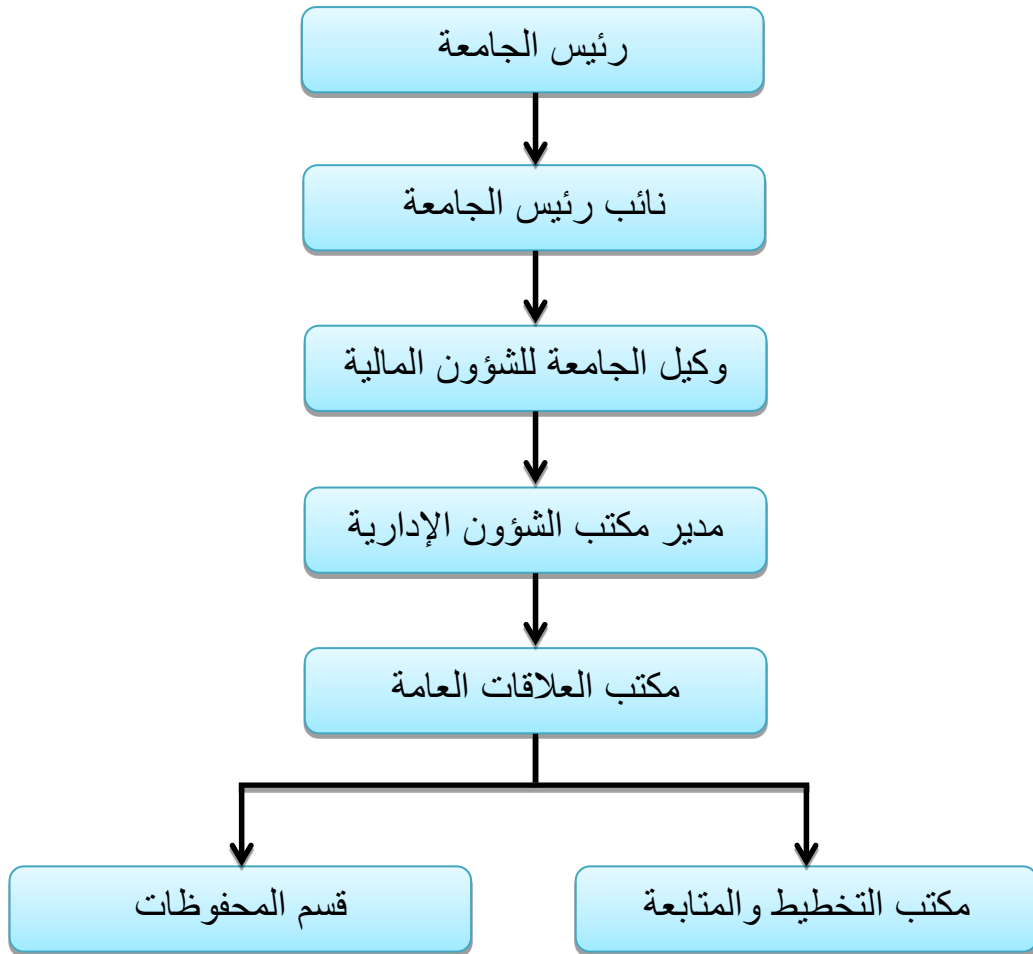 رئيس الجامعة
نائب رئيس الجامعة
وكيل الجامعة للشؤون المالية
مدير مكتب الشؤون الإدارية
مكتب العلاقات العامة
مكتب التخطيط والمتابعة
قسم المحفوظات